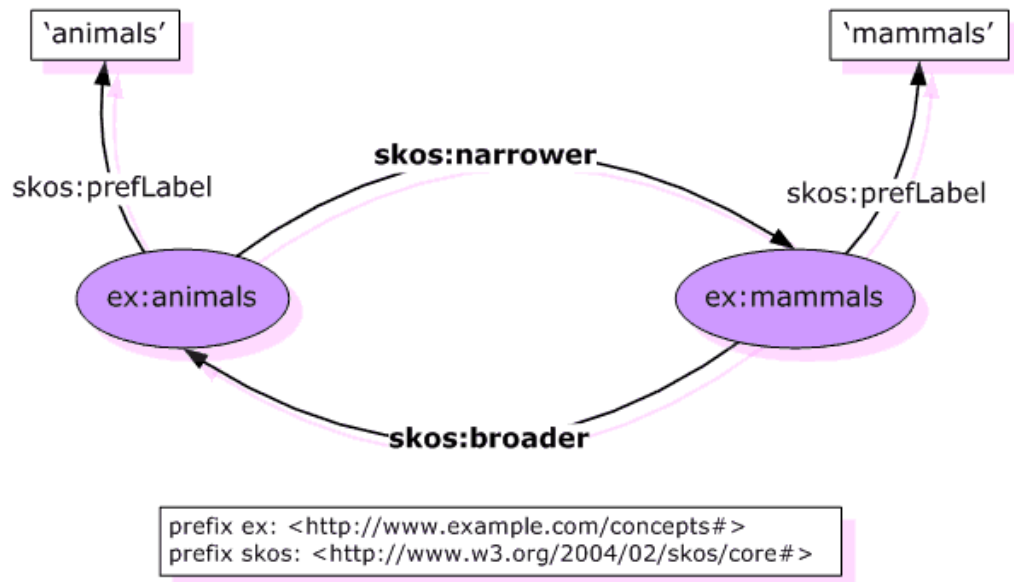 ‘animals’
‘mammals’
skos:narrower
skos:prefLabel
skos:prefLabel
ex:animals
ex:mammals
skos:broader
prefix ex: <http://www.example.com/concepts#>
prefix skos: <http://www.w3.org/2004/02/skos/core#>